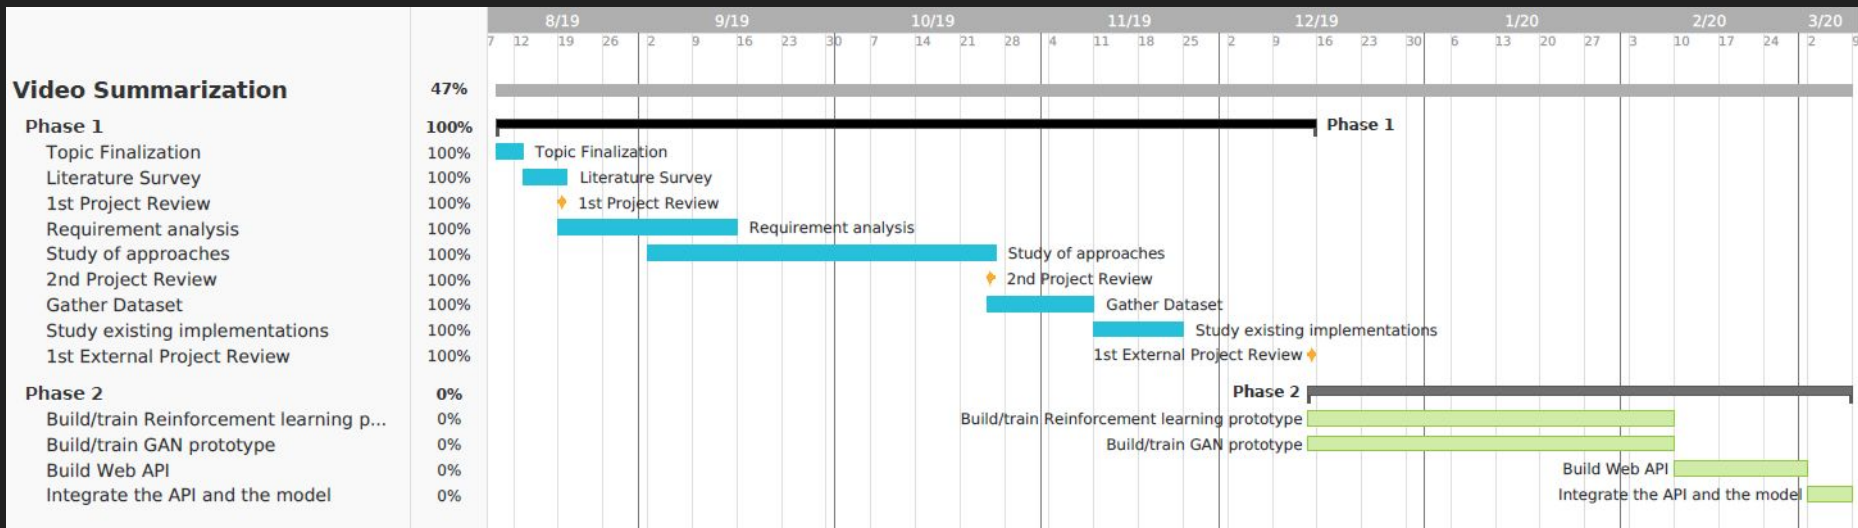 8/19 9/19 10/19 11/19 12/19 1/20 2/20 3/20
7 12 19 26 2 9 16 23 30 7 14 21 28 4 11 18 25 2 9 16 23 30 6 13 20 27 3 10 17 24 2 9
Video Summarization 47%
Phase 1 100% Phase 1
Topic Finalization 100% Topic Finalization
Literature Survey 100% Literature Survey
1st Project Review 100% 1st Project Review
Requirement analysis 100% Requirement analysis
Study of approaches 100% Study of approaches
2nd Project Review 100% 2nd Project Review
Gather Dataset 100% Gather Dataset
Study existing implementations 100% Study existing implementations
1st External Project Review 100% 1st External Project Review
Phase 2 0% Phase 2
Build/train Reinforcement learning p... 0% Build/train Reinforcement learning prototype
Build/train GAN prototype 0% Build/train GAN prototype
Build Web API 0% Build Web API
Integrate the API and the model 0% Integrate the API and the model